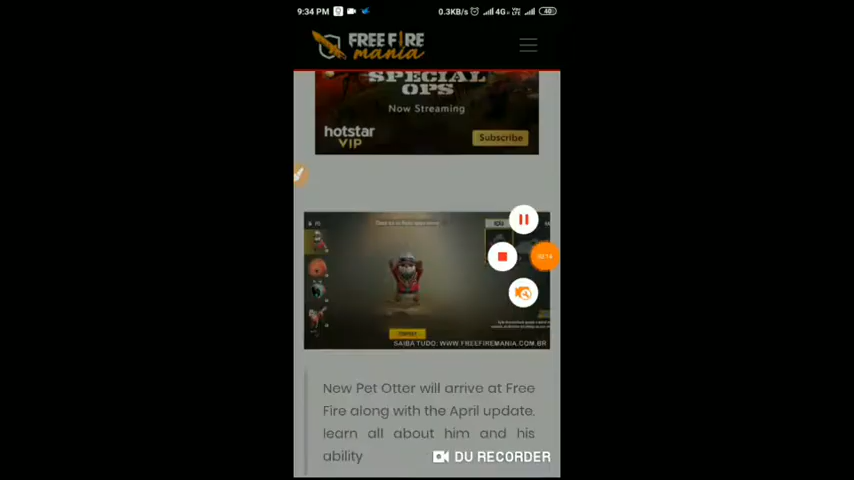 9:34 PM
0.3KB/s
4G
48
FREE FIRE
mania
SPECIAL
OPS
Now Streaming
hotstar
VIP
Subscribe
SAIBA TUDO: WWW.FREEFIREMANIA.COM.BR
New Pet Otter will arrive at Free
Fire along with the April update.
learn all about him and his
ability
DU RECORDER